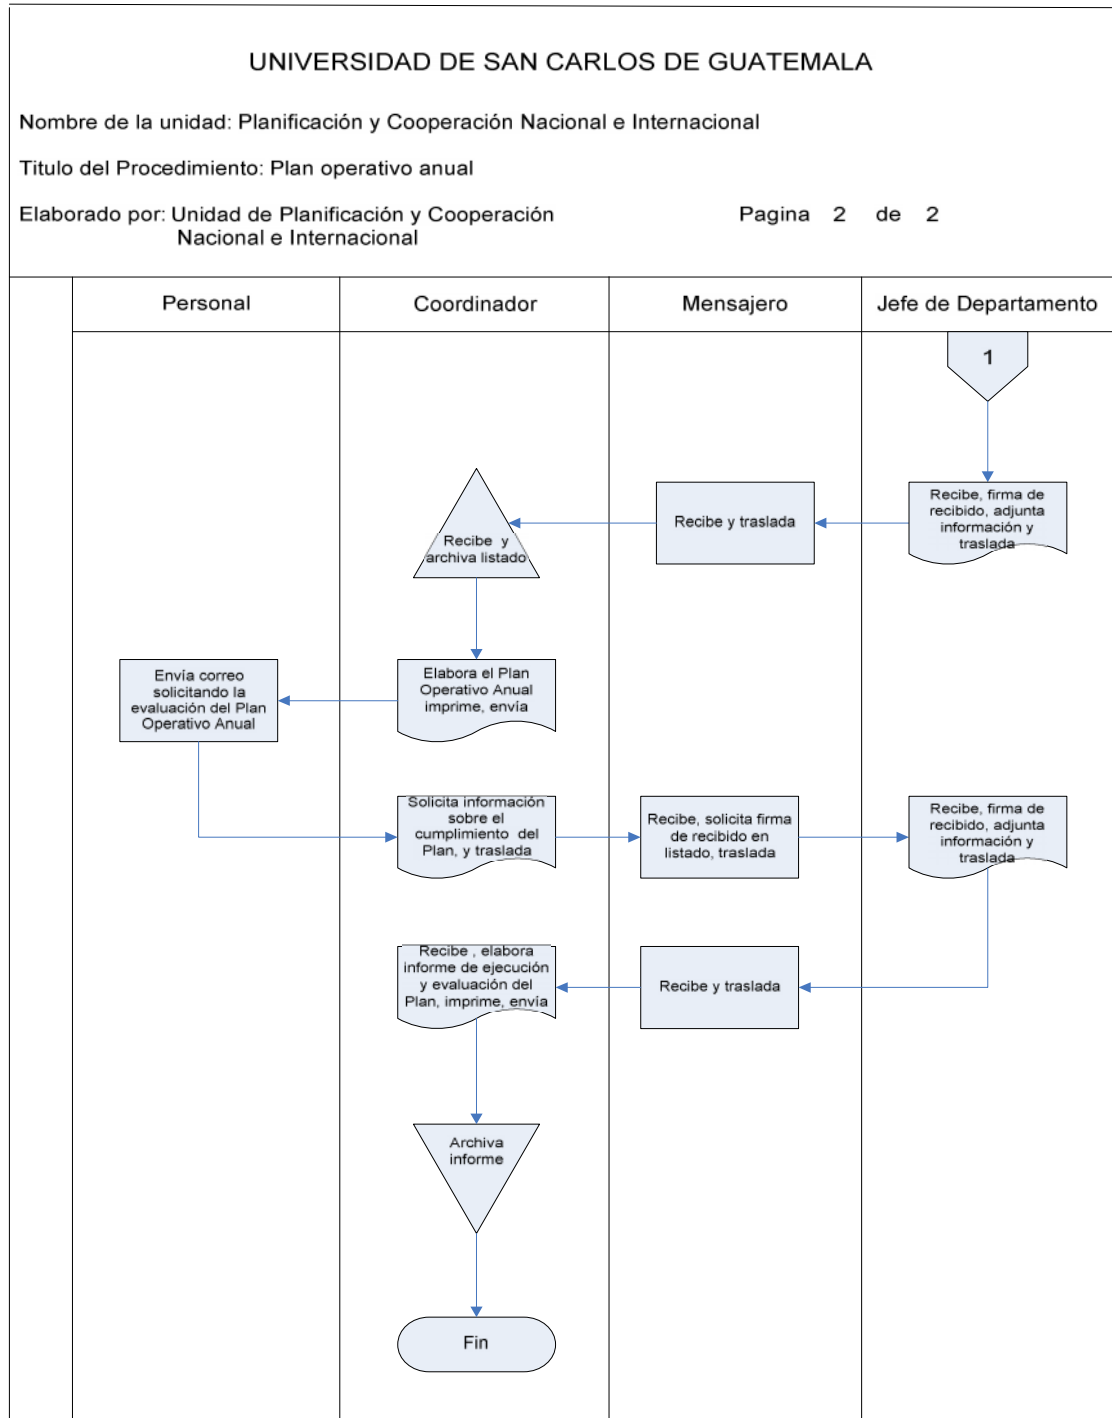 UNIVERSIDAD DE SAN CARLOS DE GUATEMALA
Nombre de la unidad: Planificación y Cooperación Nacional e Internacional
Titulo del Procedimiento: Plan operativo anual
Elaborado por: Unidad de Planificación y Cooperación
Nacional e Internacional
Pagina 2 de 2
Personal
Coordinador
Mensajero
Jefe de Departamento
1
Recibe, firma de
recibido, adjunta
información y
traslada
Recibe y traslada
Recibe y
archiva listado
Elabora el Plan
Operativo Anual
imprime, envía
Envía correo
solicitando la
evaluación del Plan
Operativo Anual
Solicita información
sobre el
cumplimiento del
Plan, y traslada
Recibe, solicita firma
de recibido en
listado, traslada
Recibe, firma de
recibido, adjunta
información y
traslada
Recibe y traslada
Recibe , elabora
informe de ejecución
y evaluación del
Plan, imprime, envía
Archiva
informe
Fin